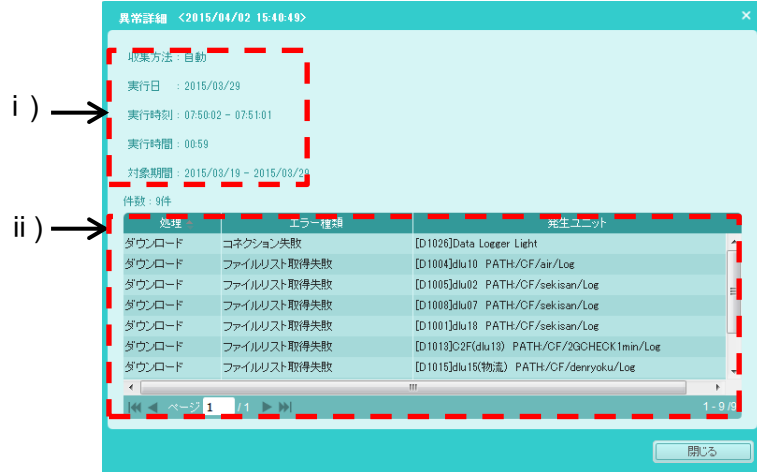 異常詳細 <2015/04/02 15:40:49> ×
収集方法:自動
実行日 :2015/03/29
i)
実行時刻:07:50:02 - 07:51:01
実行時間:00:59
対象期間:2015/03/19 - 2015/03/29
件数:9件
ii)
処理 エラー種類 発生ユニット
ダウンロード コネクション失敗 [D1026]Data Logger Light
ダウンロード ファイルリスト取得失敗 [D1004]dlu10 PATH:/CF/air/Log
ダウンロード ファイルリスト取得失敗 [D1005]dlu02 PATH:/CF/sekisan/Log
ダウンロード ファイルリスト取得失敗 [D1008]dlu07 PATH:/CF/sekisan/Log
ダウンロード ファイルリスト取得失敗 [D1001]dlu18 PATH:/CF/sekisan/Log
ダウンロード ファイルリスト取得失敗 [D1013]C2F(dlu13) PATH:/CF/2GCHECK1min/Log
ダウンロード ファイルリスト取得失敗 [D1015]dlu15(物流) PATH:/CF/denryoku/Log
ページ 1 / 1 1 - 9 /9
閉じる